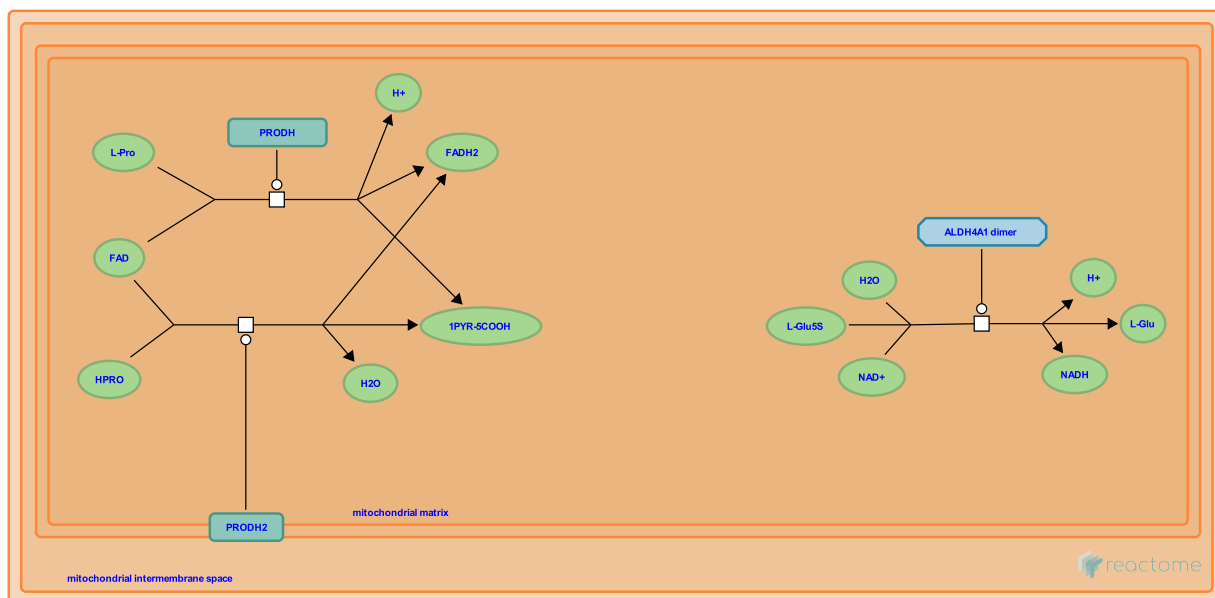 H+
PRODH
L-Pro
FADH2
FAD
1PYR-5COOH
HPRO
H2O
PRODH2
ALDH4A1 dimer
H2O
H+
L-Glu5S
L-Glu
NAD+
NADH
mitochondrial matrix
mitochondrial intermembrane space
reactome